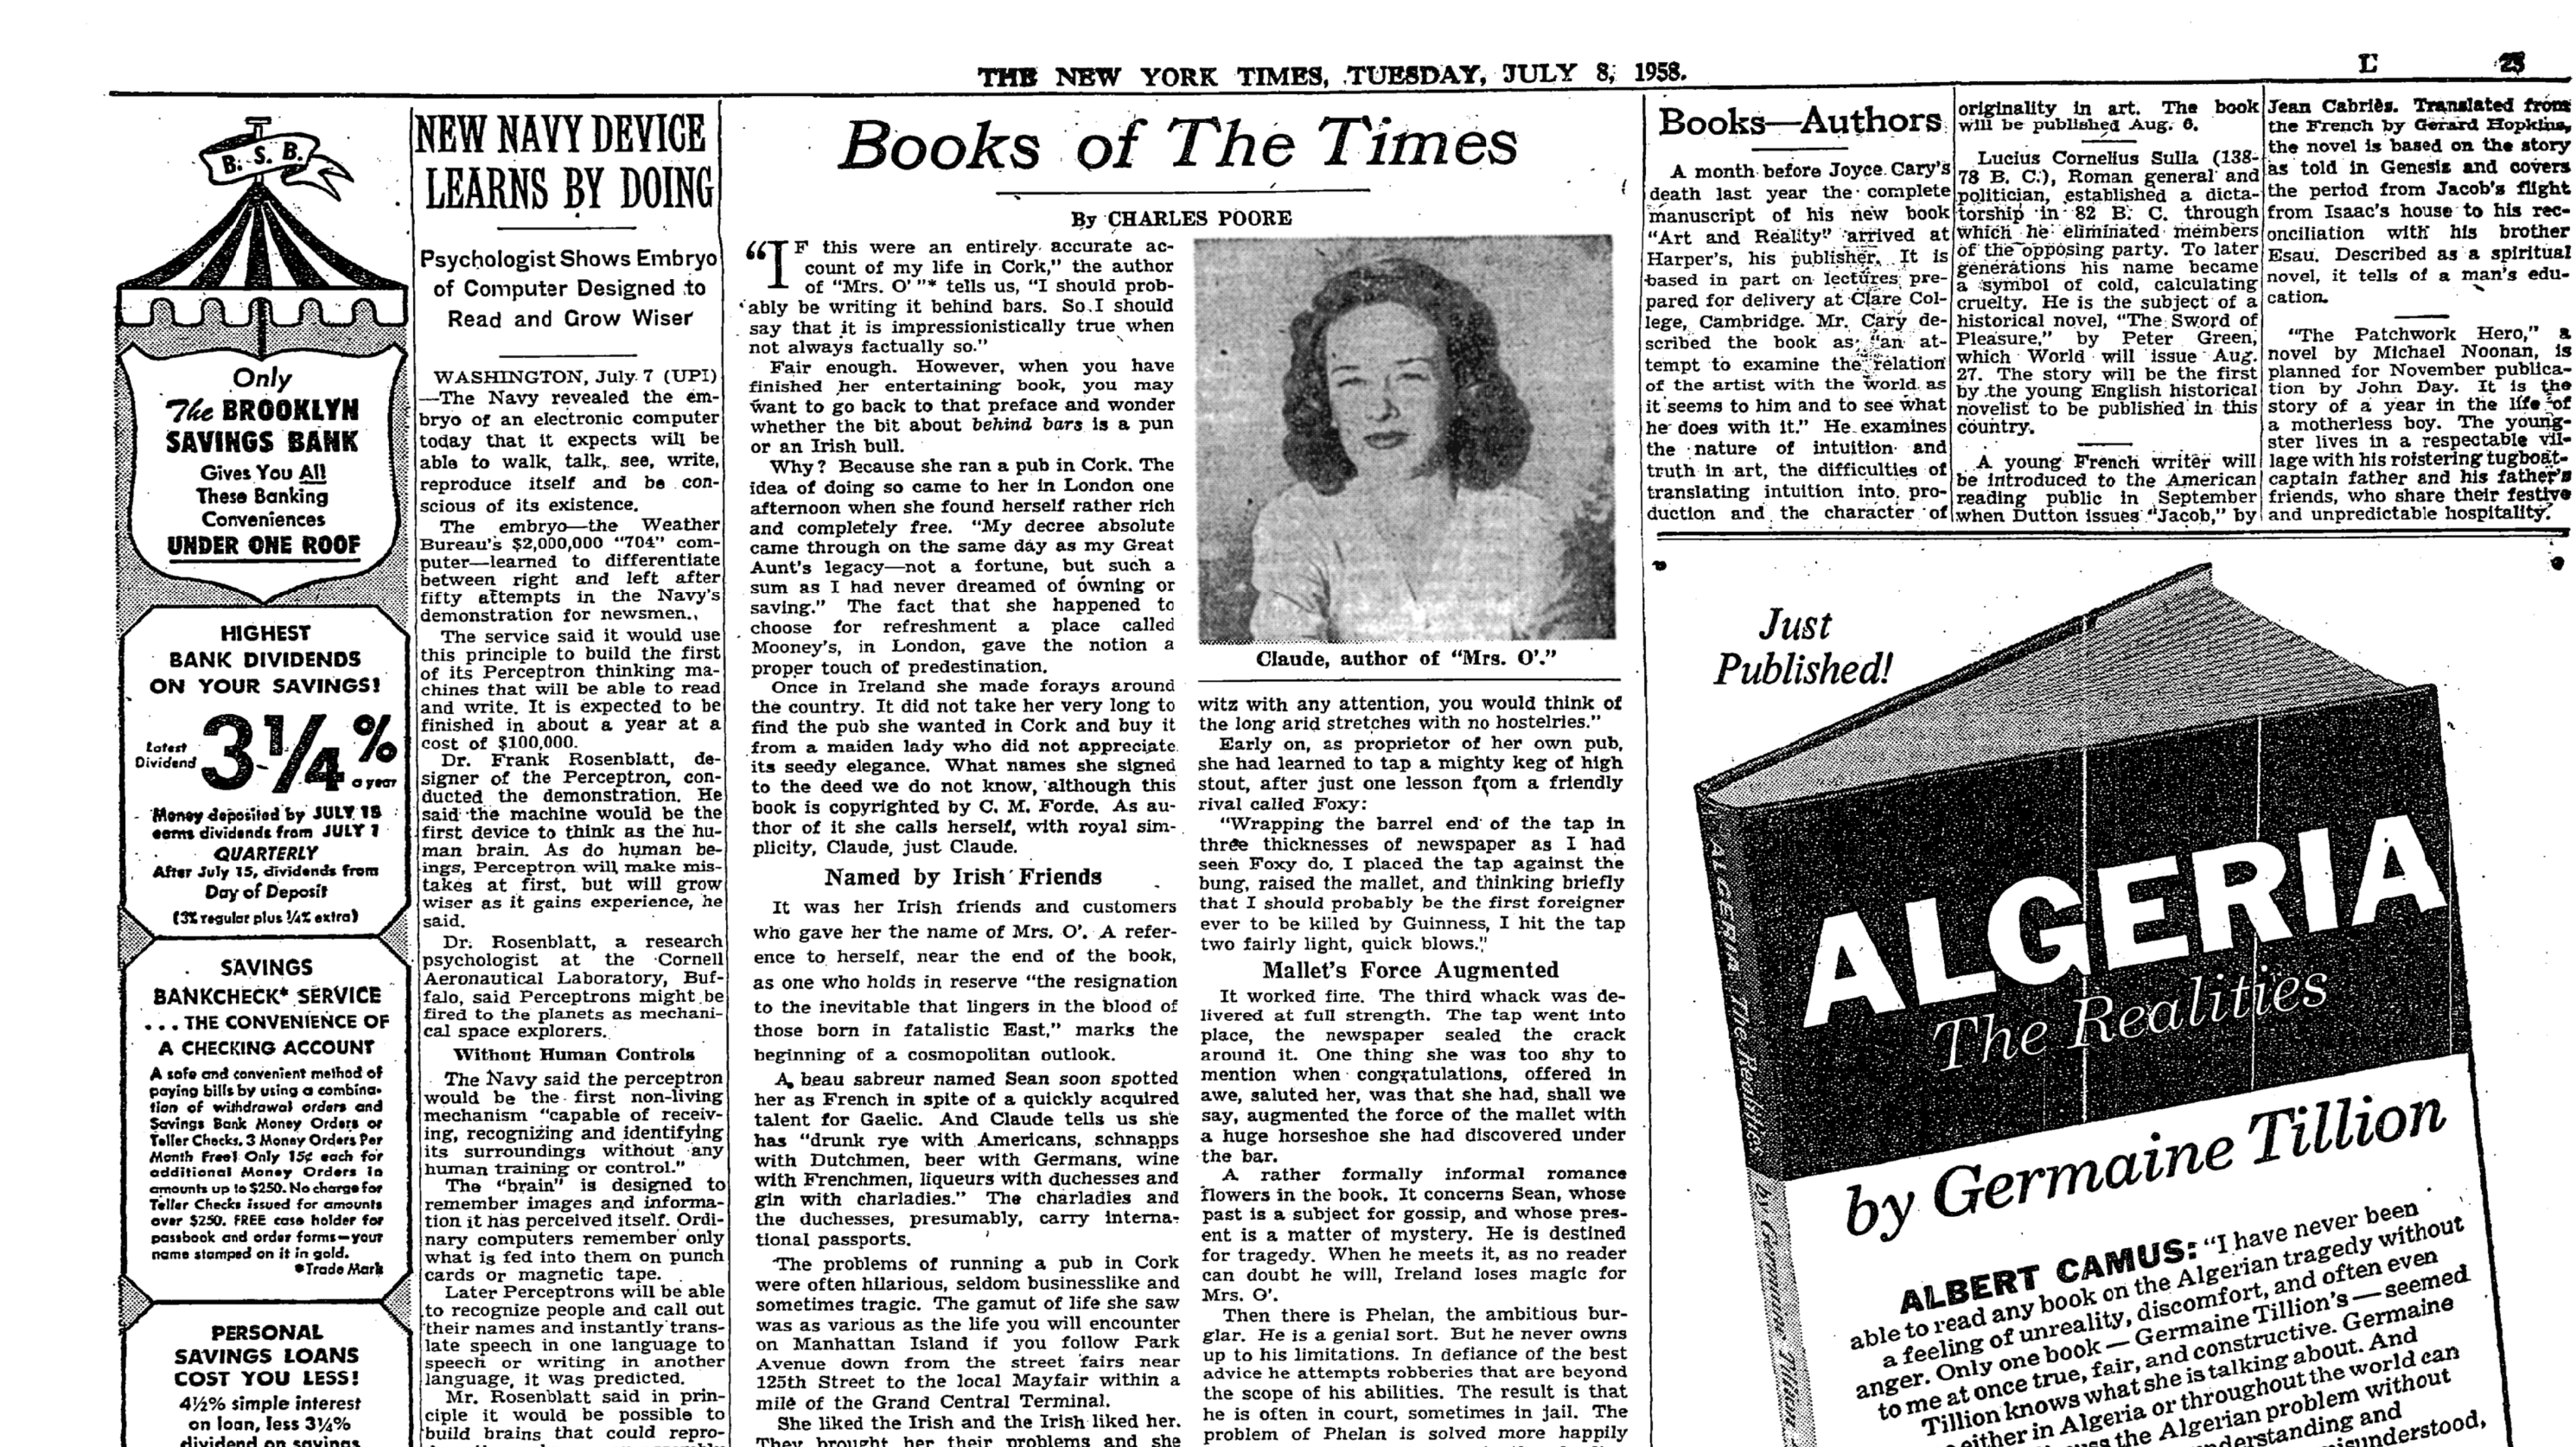 THE NEW YORK TIMES, TUESDAY, JULY 8, 1958.
L 25
B. S. B.
Only
The BROOKLYN
SAVINGS BANK
Gives You All
These Banking
Conveniences
UNDER ONE ROOF
HIGHEST
BANK DIVIDENDS
ON YOUR SAVINGS!
Latest
Dividend
3 1/4 %
a year
Money deposited by JULY 15
earns dividends from JULY 1
QUARTERLY
After July 15, dividends from
Day of Deposit
(3% regular plus 1/4% extra)
SAVINGS
BANKCHECK* SERVICE
... THE CONVENIENCE OF
A CHECKING ACCOUNT
A safe and convenient method of
paying bills by using a combina-
tion of withdrawal orders and
Savings Bank Money Orders or
Teller Checks. 3 Money Orders Per
Month Free! Only 15¢ each for
additional Money Orders in
amounts up to $250. No charge for
Teller Checks issued for amounts
over $250. FREE case holder for
passbook and order forms—your
name stamped on it in gold.
*Trade Mark
PERSONAL
SAVINGS LOANS
COST YOU LESS!
4½% simple interest
on loan, less 3¼%
dividend on savings
NEW NAVY DEVICE
LEARNS BY DOING
Psychologist Shows Embryo
of Computer Designed to
Read and Grow Wiser
WASHINGTON, July 7 (UPI)
—The Navy revealed the em-
bryo of an electronic computer
today that it expects will be
able to walk, talk, see, write,
reproduce itself and be con-
scious of its existence.
The embryo—the Weather
Bureau's $2,000,000 "704" com-
puter—learned to differentiate
between right and left after
fifty attempts in the Navy's
demonstration for newsmen.
The service said it would use
this principle to build the first
of its Perceptron thinking ma-
chines that will be able to read
and write. It is expected to be
finished in about a year at a
cost of $100,000.
Dr. Frank Rosenblatt, de-
signer of the Perceptron, con-
ducted the demonstration. He
said the machine would be the
first device to think as the hu-
man brain. As do human be-
ings, Perceptron will make mis-
takes at first, but will grow
wiser as it gains experience, he
said.
Dr. Rosenblatt, a research
psychologist at the Cornell
Aeronautical Laboratory, Buf-
falo, said Perceptrons might be
fired to the planets as mechani-
cal space explorers.
Without Human Controls
The Navy said the perceptron
would be the first non-living
mechanism "capable of receiv-
ing, recognizing and identifying
its surroundings without any
human training or control."
The "brain" is designed to
remember images and informa-
tion it has perceived itself. Ordi-
nary computers remember only
what is fed into them on punch
cards or magnetic tape.
Later Perceptrons will be able
to recognize people and call out
their names and instantly trans-
late speech in one language to
speech or writing in another
language, it was predicted.
Mr. Rosenblatt said in prin-
ciple it would be possible to
build brains that could repro-
Books of The Times
By CHARLES POORE
"IF this were an entirely accurate ac-
count of my life in Cork," the author
of "Mrs. O'"* tells us, "I should prob-
ably be writing it behind bars. So I should
say that it is impressionistically true when
not always factually so."
Fair enough. However, when you have
finished her entertaining book, you may
want to go back to that preface and wonder
whether the bit about behind bars is a pun
or an Irish bull.
Why? Because she ran a pub in Cork. The
idea of doing so came to her in London one
afternoon when she found herself rather rich
and completely free. "My decree absolute
came through on the same day as my Great
Aunt's legacy—not a fortune, but such a
sum as I had never dreamed of owning or
saving." The fact that she happened to
choose for refreshment a place called
Mooney's, in London, gave the notion a
proper touch of predestination.
Once in Ireland she made forays around
the country. It did not take her very long to
find the pub she wanted in Cork and buy it
from a maiden lady who did not appreciate
its seedy elegance. What names she signed
to the deed we do not know, although this
book is copyrighted by C. M. Forde. As au-
thor of it she calls herself, with royal sim-
plicity, Claude, just Claude.
Named by Irish Friends
It was her Irish friends and customers
who gave her the name of Mrs. O'. A refer-
ence to herself, near the end of the book,
as one who holds in reserve "the resignation
to the inevitable that lingers in the blood of
those born in fatalistic East," marks the
beginning of a cosmopolitan outlook.
A beau sabreur named Sean soon spotted
her as French in spite of a quickly acquired
talent for Gaelic. And Claude tells us she
has "drunk rye with Americans, schnapps
with Dutchmen, beer with Germans, wine
with Frenchmen, liqueurs with duchesses and
gin with charladies." The charladies and
the duchesses, presumably, carry interna-
tional passports.
The problems of running a pub in Cork
were often hilarious, seldom businesslike and
sometimes tragic. The gamut of life she saw
was as various as the life you will encounter
on Manhattan Island if you follow Park
Avenue down from the street fairs near
125th Street to the local Mayfair within a
mile of the Grand Central Terminal.
She liked the Irish and the Irish liked her.
They brought her their problems and she
Claude, author of "Mrs. O'."
witz with any attention, you would think of
the long arid stretches with no hostelries."
Early on, as proprietor of her own pub,
she had learned to tap a mighty keg of high
stout, after just one lesson from a friendly
rival called Foxy:
"Wrapping the barrel end of the tap in
three thicknesses of newspaper as I had
seen Foxy do, I placed the tap against the
bung, raised the mallet, and thinking briefly
that I should probably be the first foreigner
ever to be killed by Guinness, I hit the tap
two fairly light, quick blows."
Mallet's Force Augmented
It worked fine. The third whack was de-
livered at full strength. The tap went into
place, the newspaper sealed the crack
around it. One thing she was too shy to
mention when congratulations, offered in
awe, saluted her, was that she had, shall we
say, augmented the force of the mallet with
a huge horseshoe she had discovered under
the bar.
A rather formally informal romance
flowers in the book. It concerns Sean, whose
past is a subject for gossip, and whose pres-
ent is a matter of mystery. He is destined
for tragedy. When he meets it, as no reader
can doubt he will, Ireland loses magic for
Mrs. O'.
Then there is Phelan, the ambitious bur-
glar. He is a genial sort. But he never owns
up to his limitations. In defiance of the best
advice he attempts robberies that are beyond
the scope of his abilities. The result is that
he is often in court, sometimes in jail. The
problem of Phelan is solved more happily
Books—Authors
A month before Joyce Cary's
death last year the complete
manuscript of his new book
"Art and Reality" arrived at
Harper's, his publisher. It is
based in part on lectures pre-
pared for delivery at Clare Col-
lege, Cambridge. Mr. Cary de-
scribed the book as "an at-
tempt to examine the relation
of the artist with the world as
it seems to him and to see what
he does with it." He examines
the nature of intuition and
truth in art, the difficulties of
translating intuition into pro-
duction and the character of
originality in art. The book
will be published Aug. 6.
Lucius Cornelius Sulla (138-
78 B. C.), Roman general and
politician, established a dicta-
torship in 82 B. C. through
which he eliminated members
of the opposing party. To later
generations his name became
a symbol of cold, calculating
cruelty. He is the subject of a
historical novel, "The Sword of
Pleasure," by Peter Green,
which World will issue Aug.
27. The story will be the first
by the young English historical
novelist to be published in this
country.
A young French writer will
be introduced to the American
reading public in September
when Dutton issues "Jacob," by
Jean Cabriès. Translated from
the French by Gerard Hopkins,
the novel is based on the story
as told in Genesis and covers
the period from Jacob's flight
from Isaac's house to his rec-
onciliation with his brother
Esau. Described as a spiritual
novel, it tells of a man's edu-
cation.
"The Patchwork Hero," a
novel by Michael Noonan, is
planned for November publica-
tion by John Day. It is the
story of a year in the life of
a motherless boy. The young-
ster lives in a respectable vil-
lage with his roistering tugboat-
captain father and his father's
friends, who share their festive
and unpredictable hospitality.
Just
Published!
ALGERIA The Realities by Germaine Tillion
ALGERIA
The Realities
by Germaine Tillion
ALBERT CAMUS: "I have never been
able to read any book on the Algerian tragedy without
a feeling of unreality, discomfort, and often even
anger. Only one book — Germaine Tillion's — seemed
to me at once true, fair, and constructive. Germaine
Tillion knows what she is talking about. And
either in Algeria or throughout the world can
the Algerian problem without
understanding and